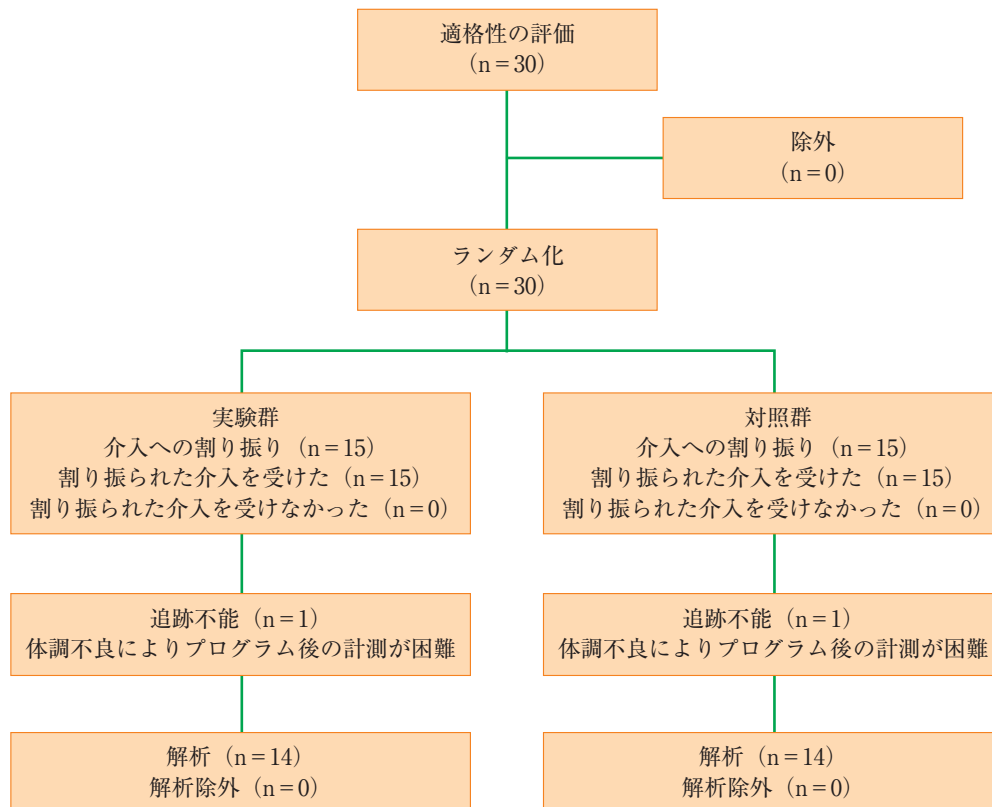 適格性の評価
(n=30)
除外
(n=0)
ランダム化
(n=30)
実験群
介入への割り振り (n=15)
割り振られた介入を受けた (n=15)
割り振られた介入を受けなかった (n=0)
対照群
介入への割り振り (n=15)
割り振られた介入を受けた (n=15)
割り振られた介入を受けなかった (n=0)
追跡不能 (n=1)
体調不良によりプログラム後の計測が困難
追跡不能 (n=1)
体調不良によりプログラム後の計測が困難
解析 (n=14)
解析除外 (n=0)
解析 (n=14)
解析除外 (n=0)